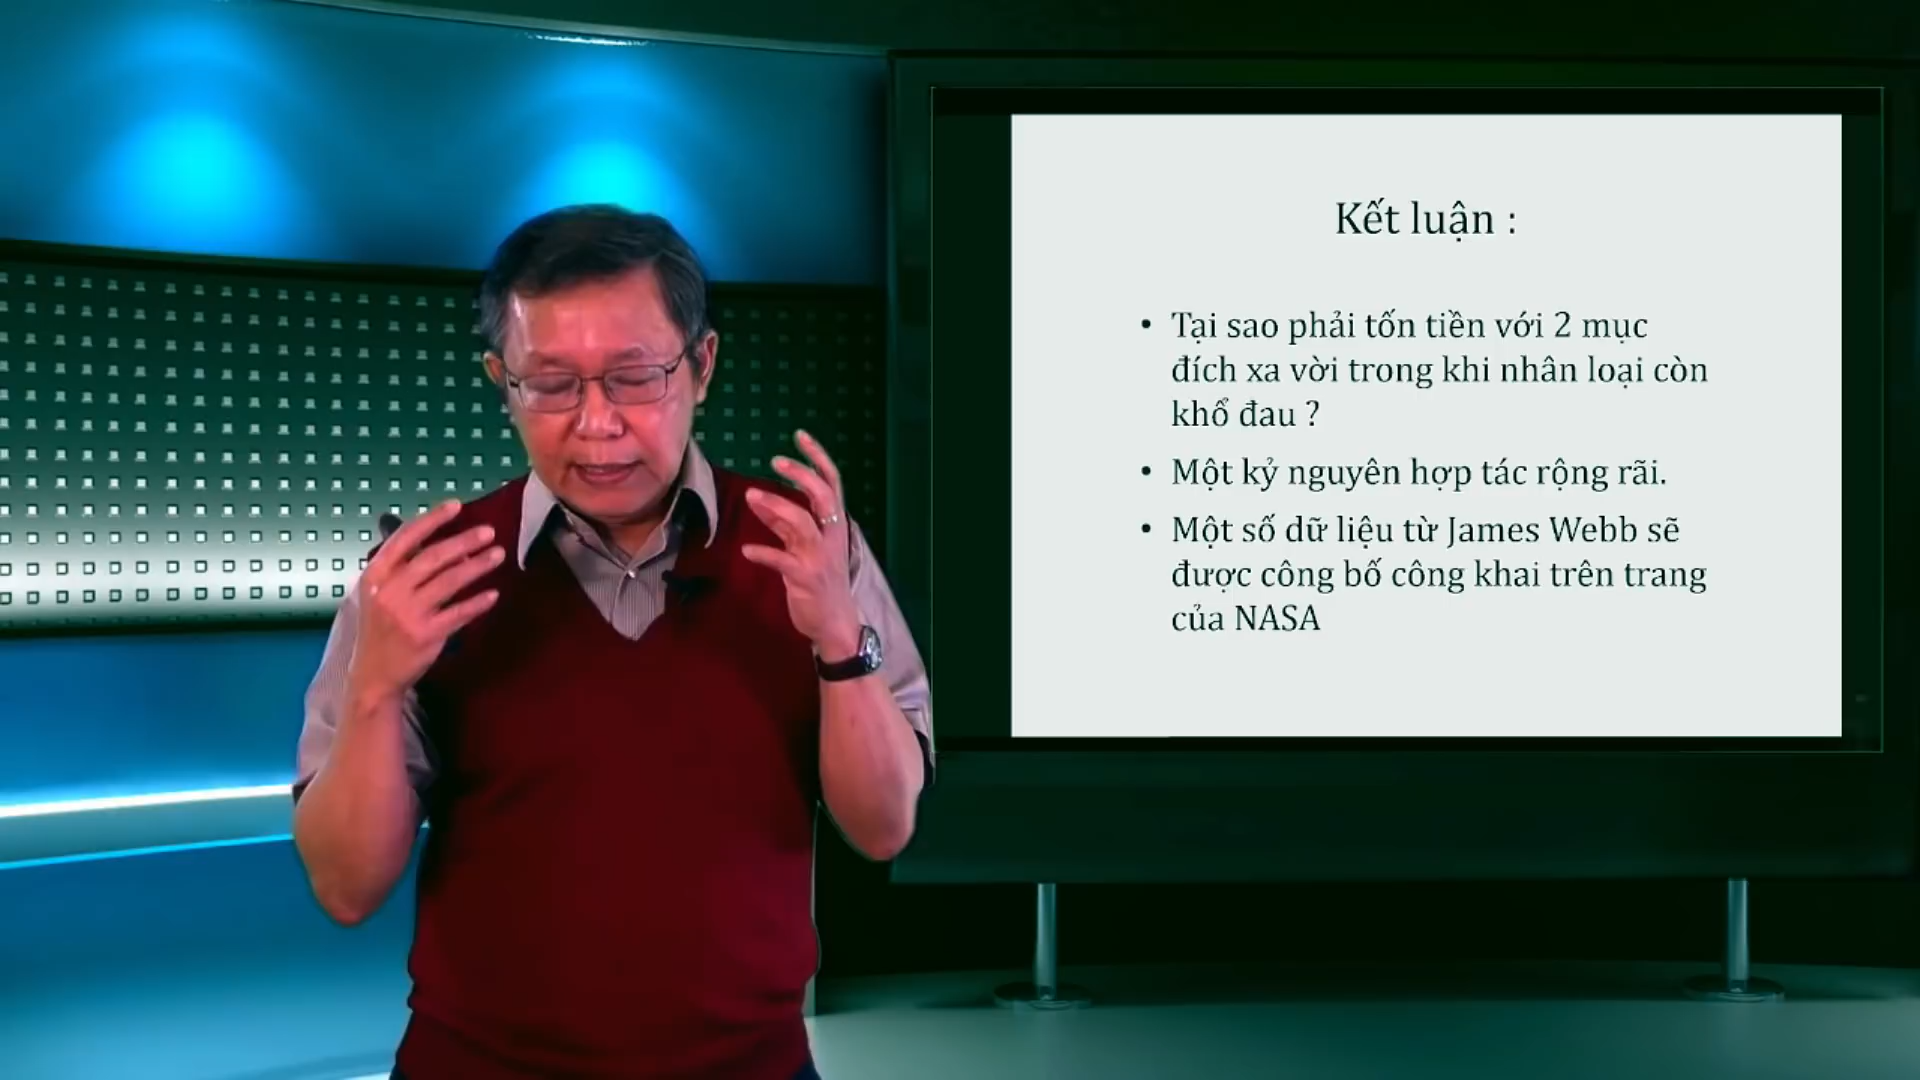 Kết luận :
• Tại sao phải tốn tiền với 2 mục
đích xa vời trong khi nhân loại còn
khổ đau ?
• Một kỷ nguyên hợp tác rộng rãi.
• Một số dữ liệu từ James Webb sẽ
được công bố công khai trên trang
của NASA